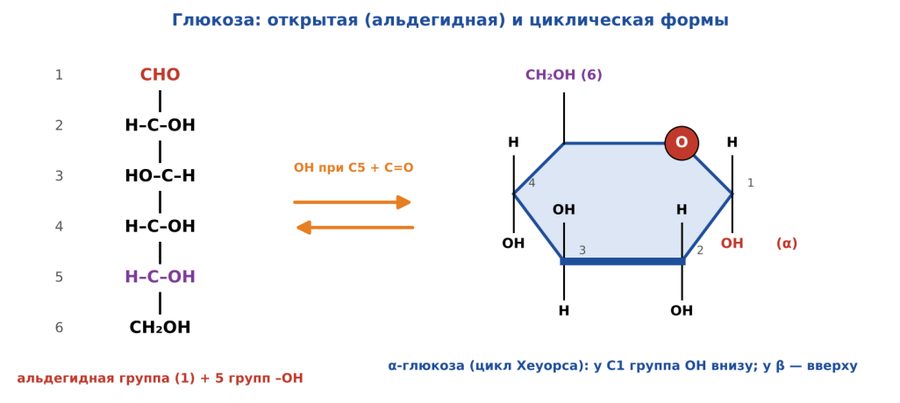 Глюкоза: открытая (альдегидная) и циклическая формы
1 CHO
2 H–C–OH
3 HO–C–H
4 H–C–OH
5 H–C–OH
6 CH₂OH
альдегидная группа (1) + 5 групп –OH
OH при C5 + C=O
CH₂OH (6)
H O H
4 1
OH H
OH 3 2 OH (α)
H OH
α-глюкоза (цикл Хеуорса): у C1 группа OH внизу; у β — вверху